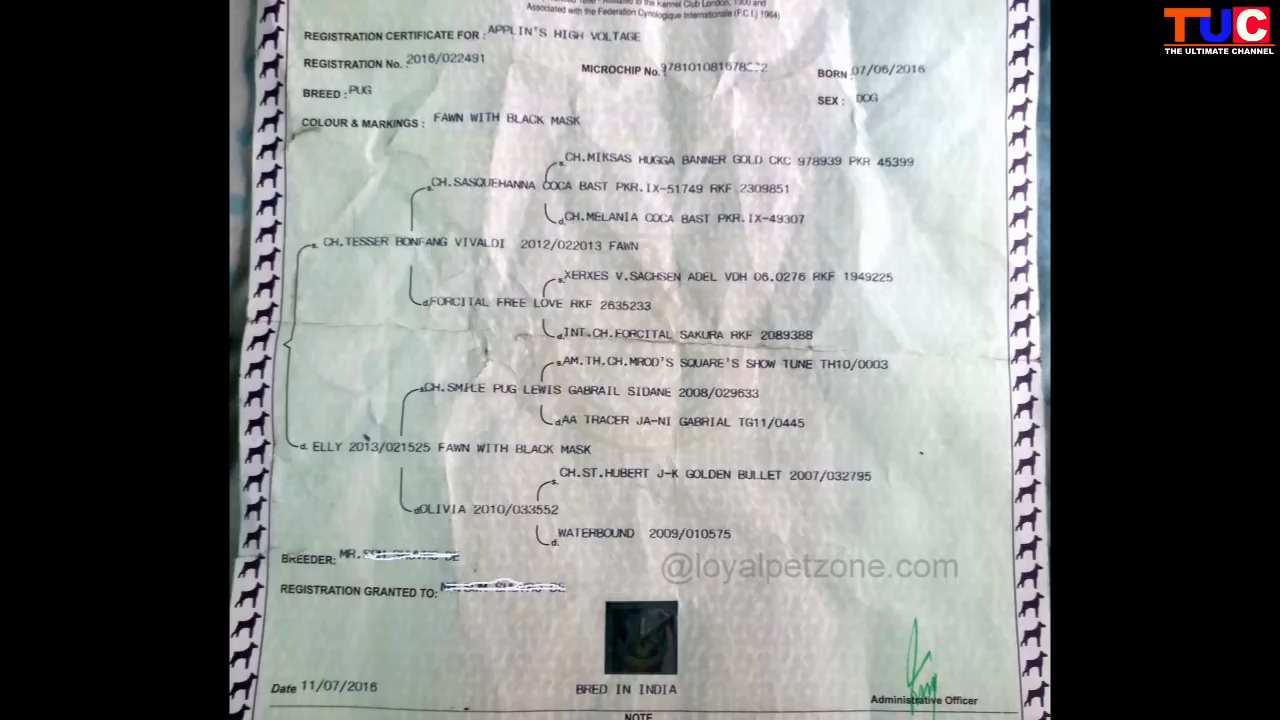 TUC
THE ULTIMATE CHANNEL
Associated with the Federation Cynologique Internationale (F.C.I.) 1964)
REGISTRATION CERTIFICATE FOR : APPLIN'S HIGH VOLTAGE
REGISTRATION No. : 2016/022491
MICROCHIP No. :
BORN : 07/06/2016
BREED : PUG
SEX : DOG
COLOUR & MARKINGS : FAWN WITH BLACK MASK
s. CH.MIKSAS HUGGA BANNER GOLD CKC 978939 PKR 45399
s. CH.SASQUEHANNA COCA BAST PKR.IX-51749 RKF 2309851
d. CH.MELANIA COCA BAST PKR.IX-49307
s. CH.TESSER BONFANG VIVALDI 2012/022013 FAWN
s. XERXES V.SACHSEN ADEL VDH 06.0276 RKF 1949225
d. FORCITAL FREE LOVE RKF 2635233
d. INT.CH.FORCITAL SAKURA RKF 2089388
s. AM.TH.CH.MROD'S SQUARE'S SHOW TUNE TH10/0003
s. CH.SMILE PUG LEWIS GABRAIL SIDANE 2008/029633
d. AA TRACER JA-NI GABRIAL TG11/0445
d. ELLY 2013/021525 FAWN WITH BLACK MASK
s. CH.ST.HUBERT J-K GOLDEN BULLET 2007/032795
d. OLIVIA 2010/033552
d. WATERBOUND 2009/010575
BREEDER: MR.
@loyalpetzone.com
REGISTRATION GRANTED TO:
Date 11/07/2016
BRED IN INDIA
Administrative Officer
NOTE